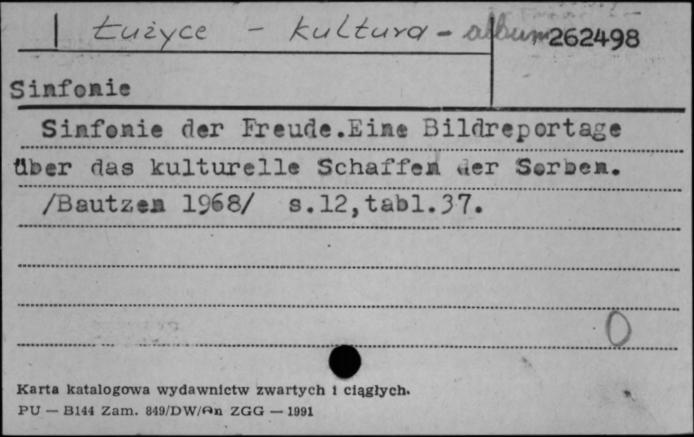 Łużyce - kultura - album 262498
Sinfonie
Sinfonie der Freude.Eine Bildreportage
über das kulturelle Schaffen der Sorben.
/Bautzen 1968/ s.12,tabl.37.
0
Karta katalogowa wydawnictw zwartych i ciągłych.
PU — B144 Zam. 849/DW/An ZGG — 1991